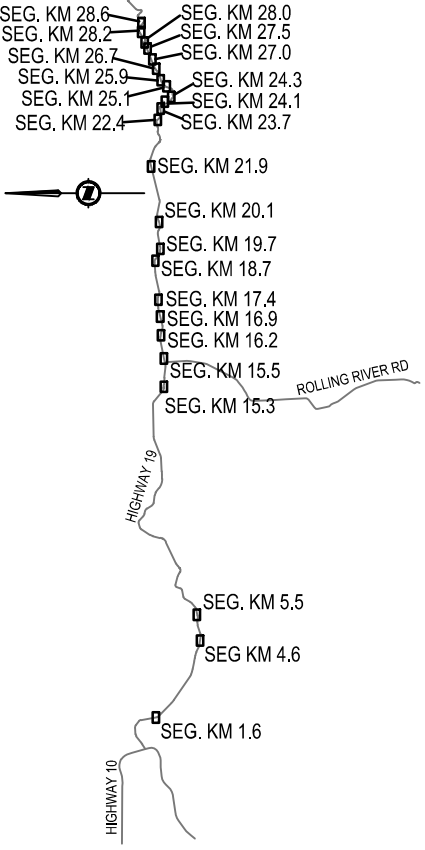 SEG. KM 28.6
SEG. KM 28.0
SEG. KM 28.2
SEG. KM 27.5
SEG. KM 26.7
SEG. KM 27.0
SEG. KM 25.9
SEG. KM 24.3
SEG. KM 25.1
SEG. KM 24.1
SEG. KM 22.4
SEG. KM 23.7
SEG. KM 21.9
Z
SEG. KM 20.1
SEG. KM 19.7
SEG. KM 18.7
SEG. KM 17.4
SEG. KM 16.9
SEG. KM 16.2
SEG. KM 15.5
ROLLING RIVER RD
SEG. KM 15.3
HIGHWAY 19
SEG. KM 5.5
SEG KM 4.6
SEG. KM 1.6
HIGHWAY 10